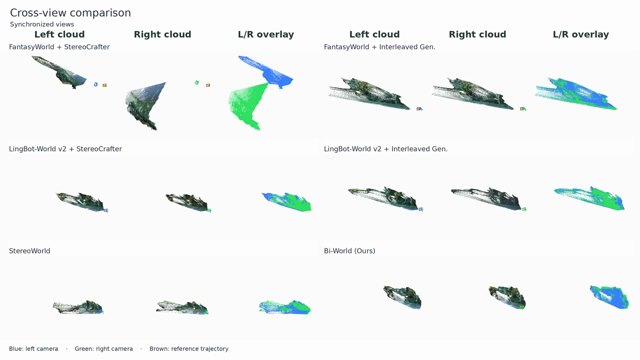 Cross-view comparison
Synchronized views
Left cloud Right cloud L/R overlay Left cloud Right cloud L/R overlay
FantasyWorld + StereoCrafter
FantasyWorld + Interleaved Gen.
LingBot-World v2 + StereoCrafter
LingBot-World v2 + Interleaved Gen.
StereoWorld
Bi-World (Ours)
Blue: left camera · Green: right camera · Brown: reference trajectory